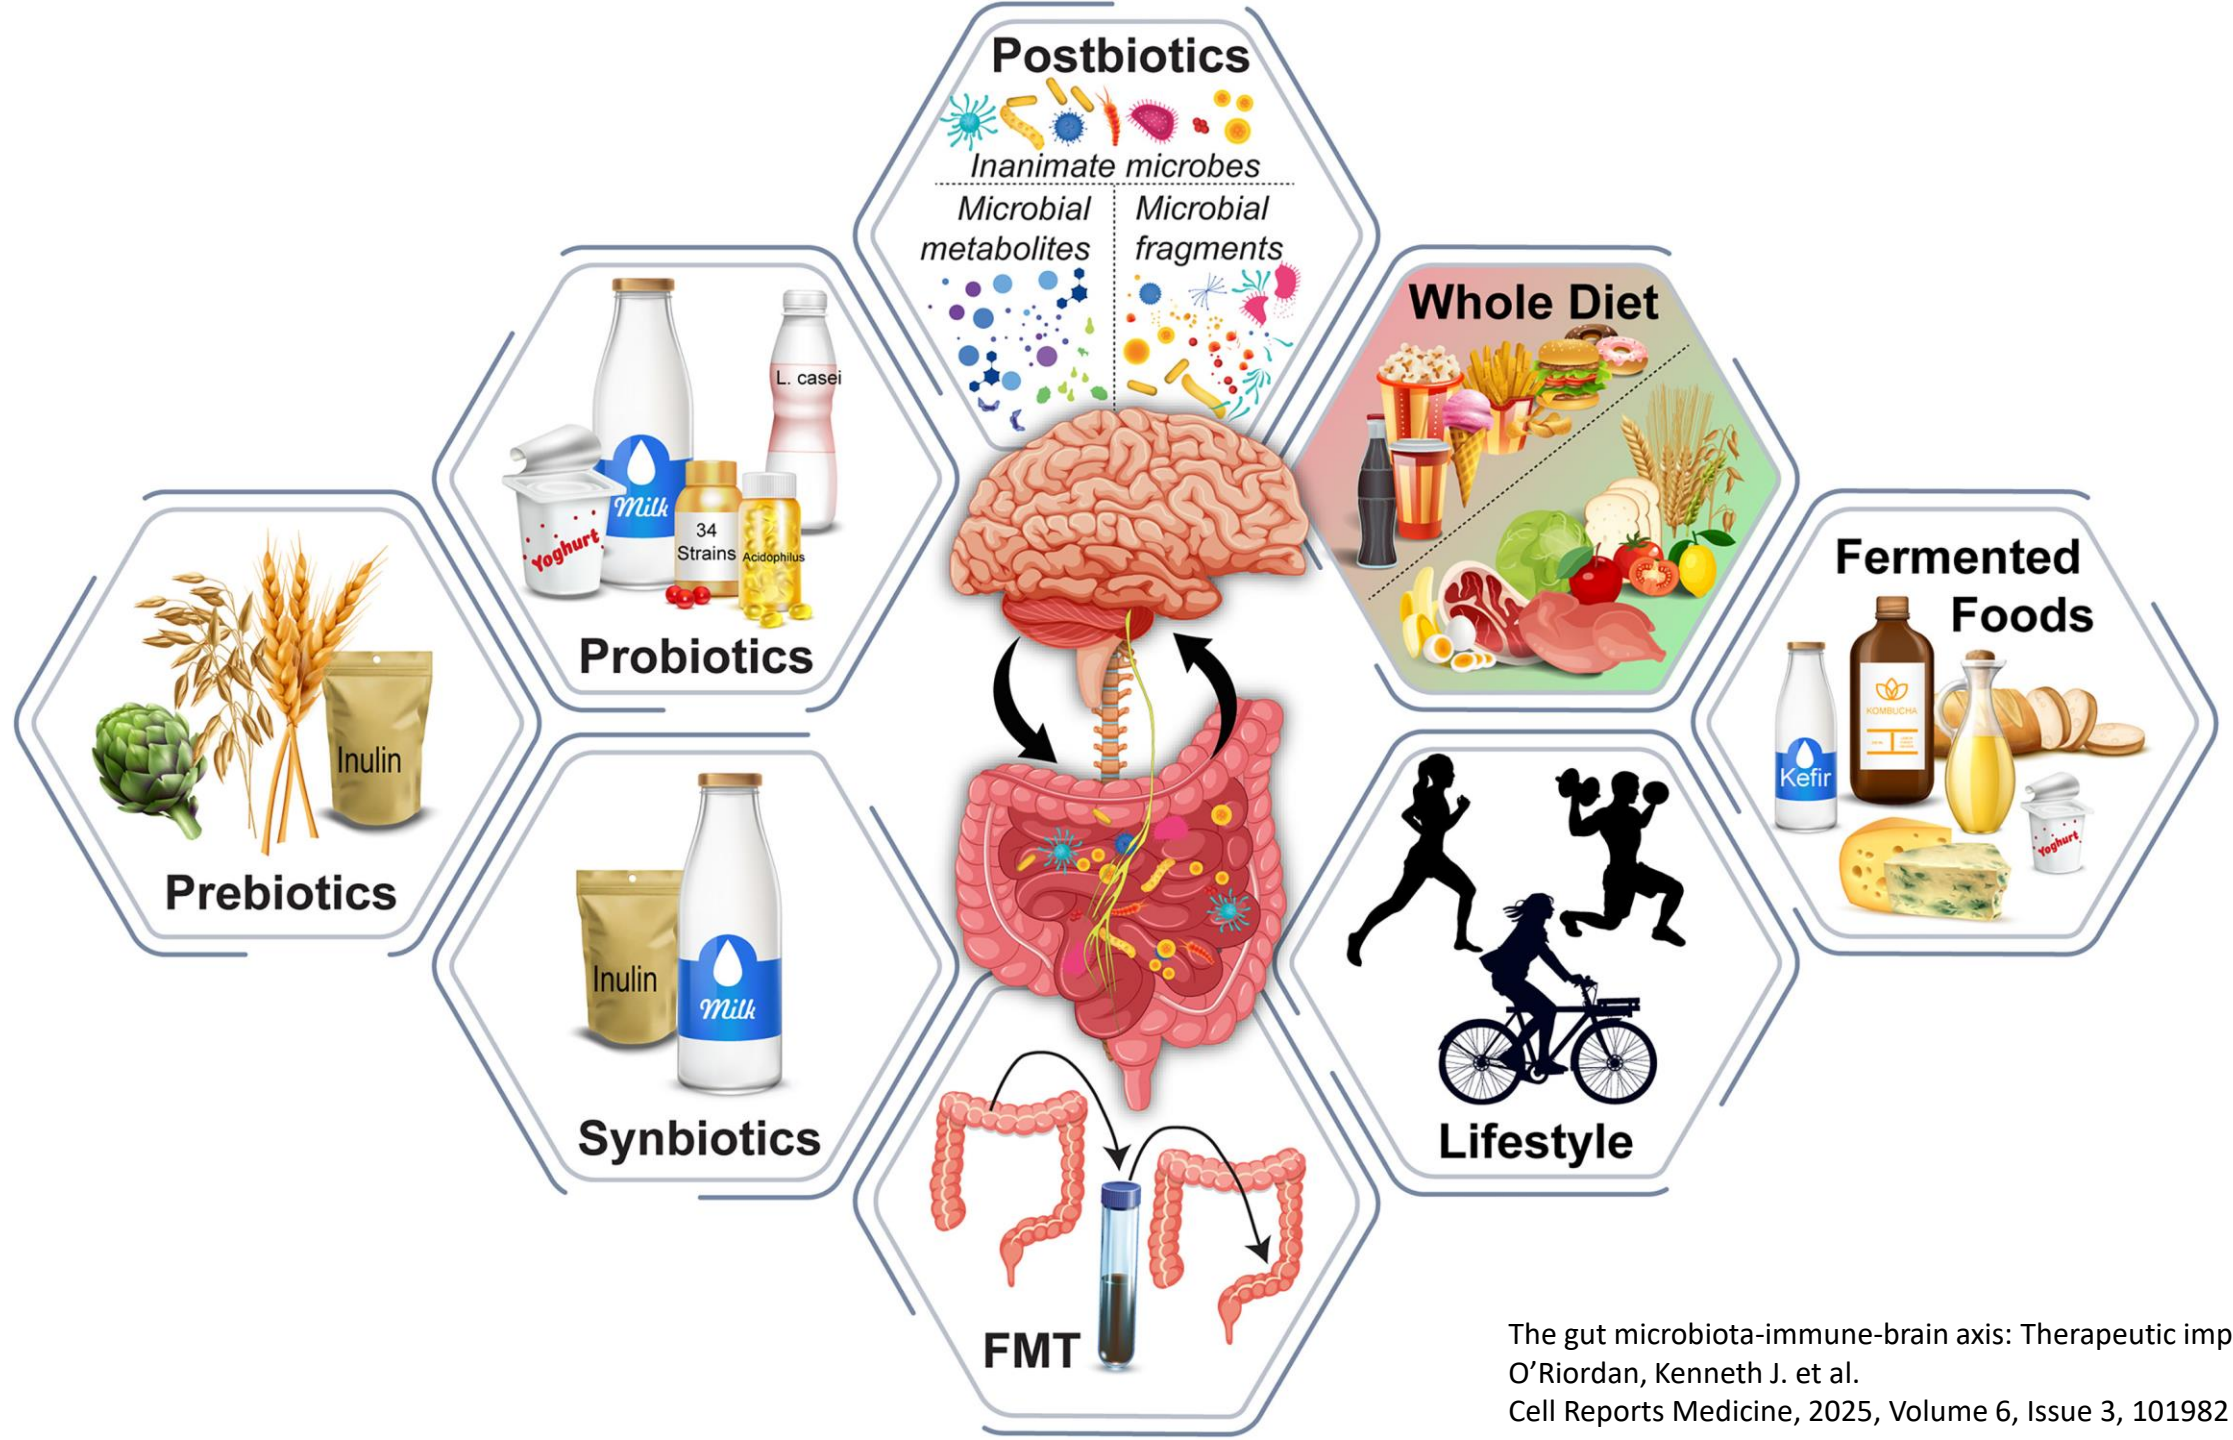 Postbiotics
Inanimate microbes
Microbial
metabolites
Microbial
fragments
L. casei
Milk
Yoghurt
34
Strains
Acidophilus
Probiotics
Whole Diet
Inulin
Prebiotics
Fermented
Foods
KOMBUCHA
Kefir
Yoghurt
Inulin
Milk
Synbiotics
Lifestyle
FMT
The gut microbiota-immune-brain axis: Therapeutic imp
O’Riordan, Kenneth J. et al.
Cell Reports Medicine, 2025, Volume 6, Issue 3, 101982